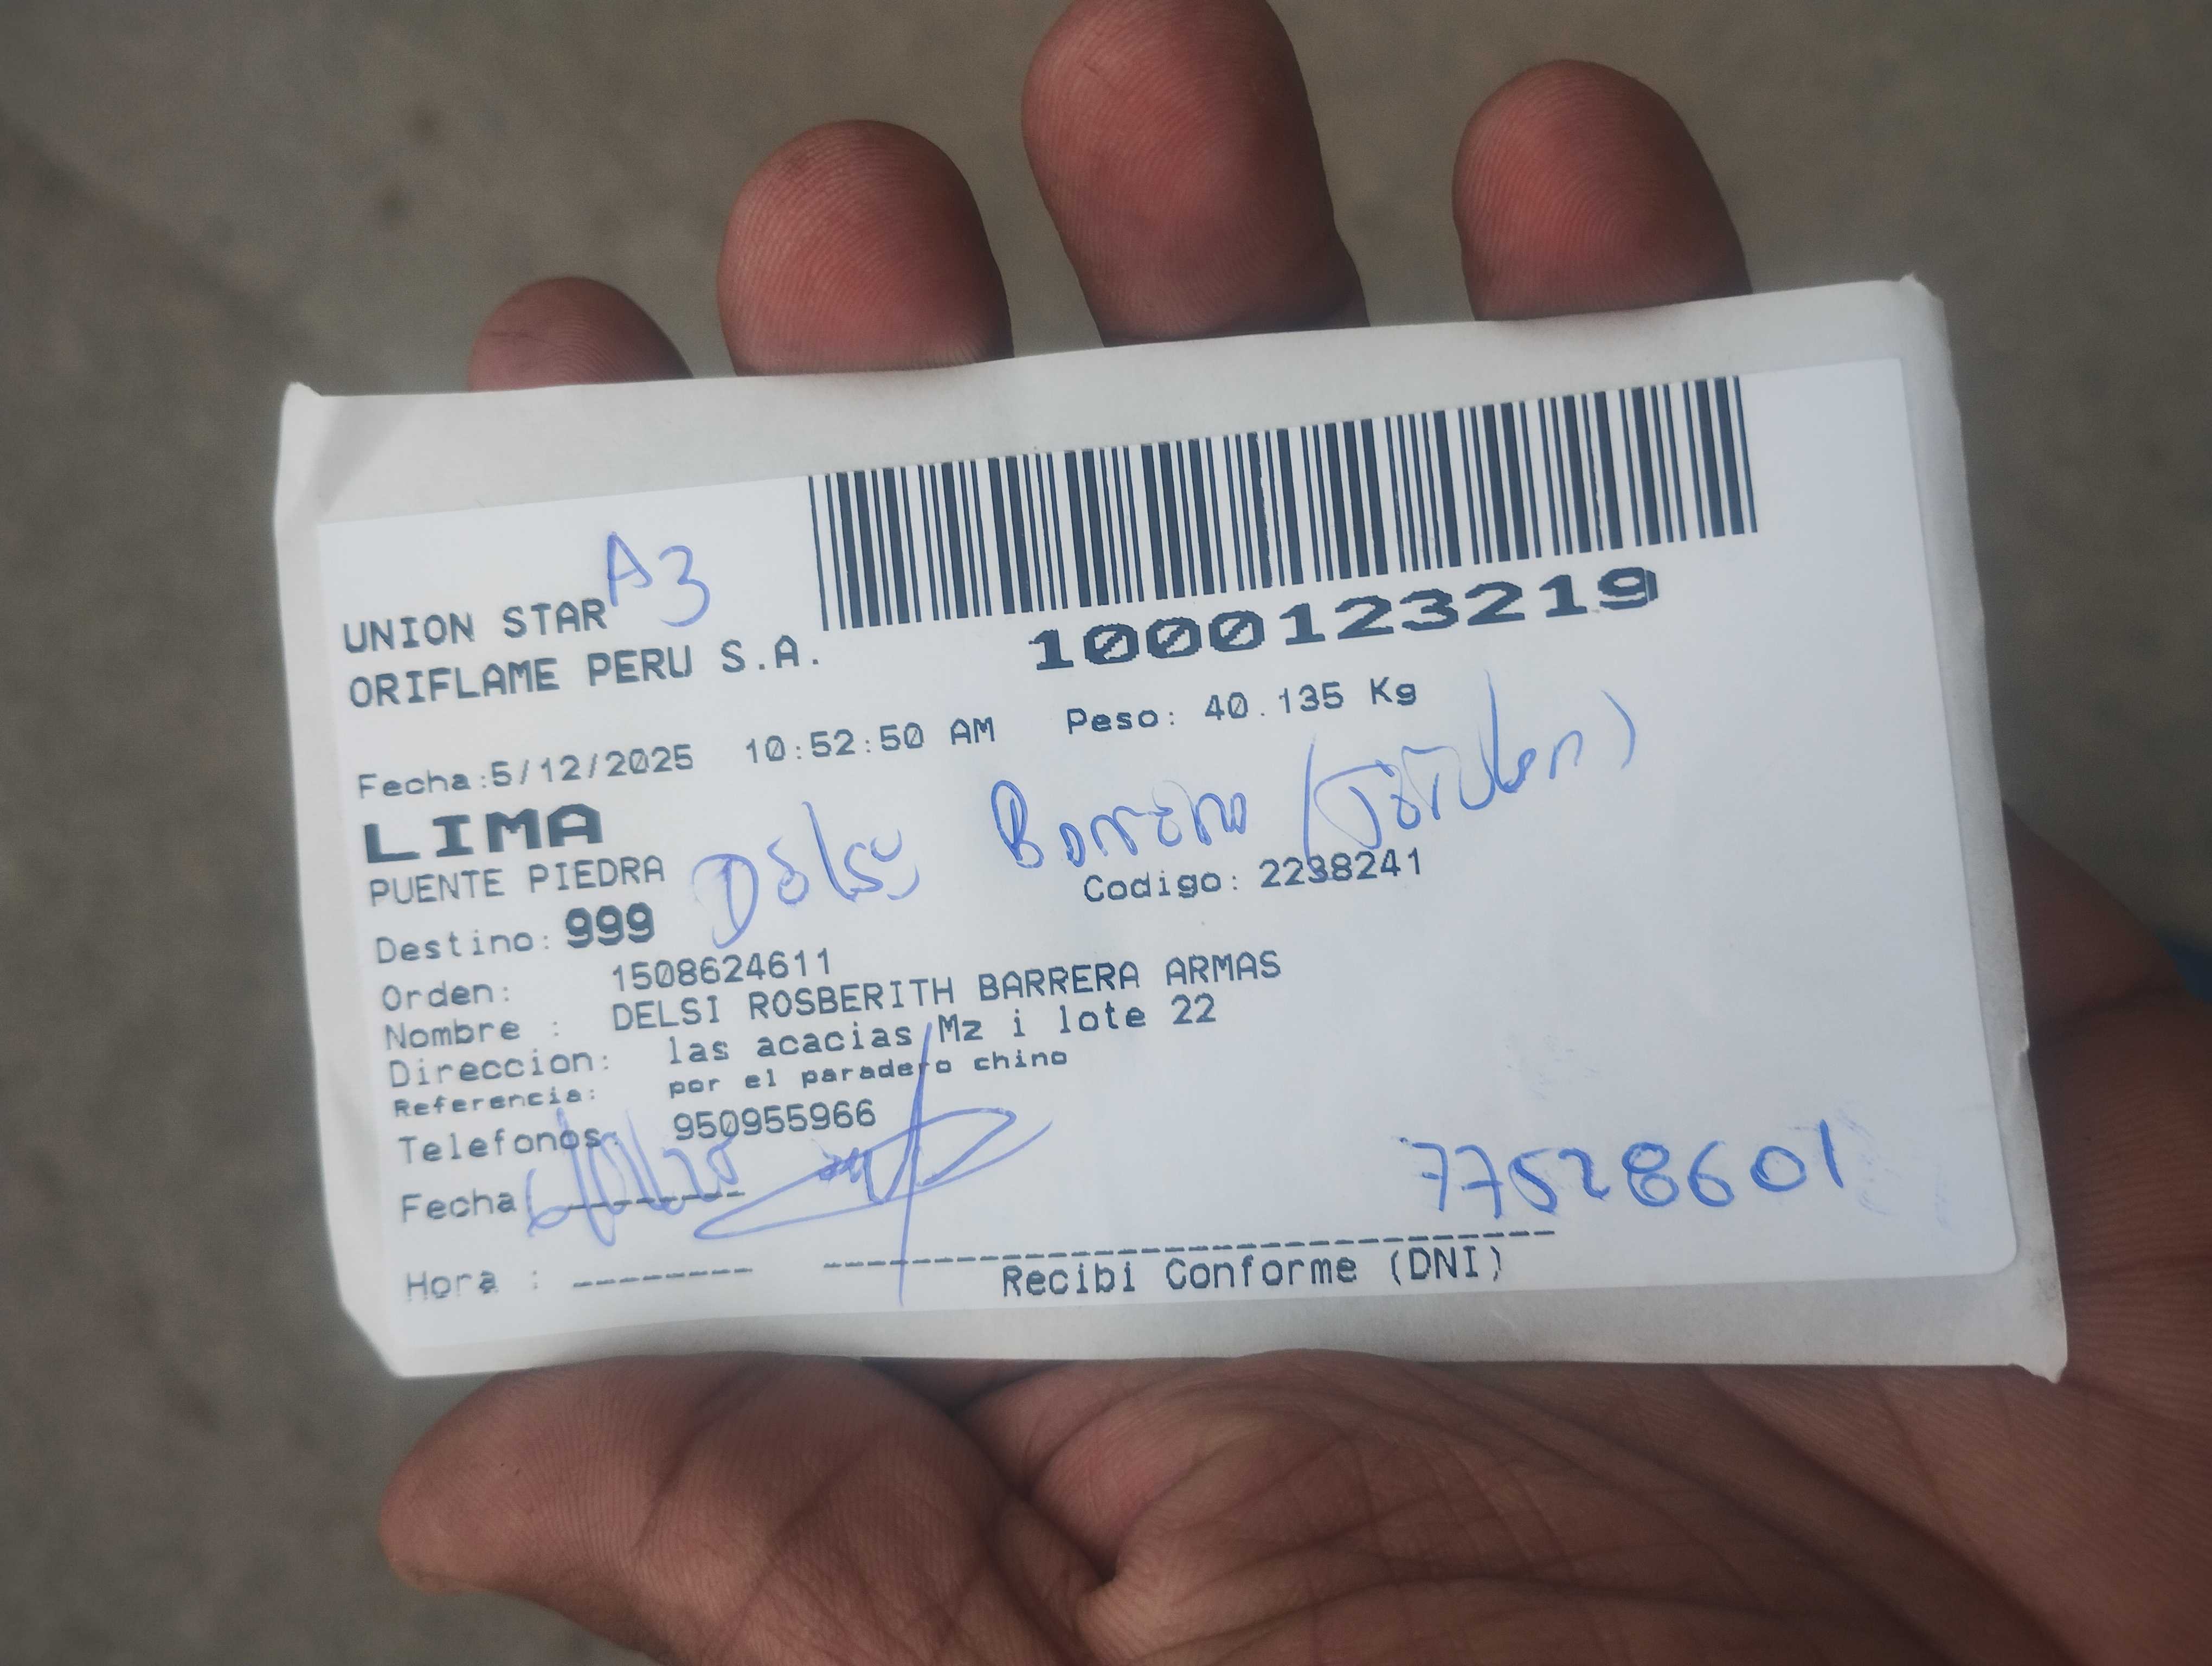 UNION STAR A3
ORIFLAME PERU S.A.
1000123219
Fecha:5/12/2025 10:52:50 AM Peso: 40.135 Kg
LIMA
PUENTE PIEDRA
Delsy Barrera (Titular)
Destino: 999 Codigo: 2238241
Orden: 1508624611
Nombre : DELSI ROSBERITH BARRERA ARMAS
Direccion: las acacias Mz i lote 22
Referencia: por el paradero chino
Telefonos: 950955966
Fecha
77528601
Hora :
Recibi Conforme (DNI)